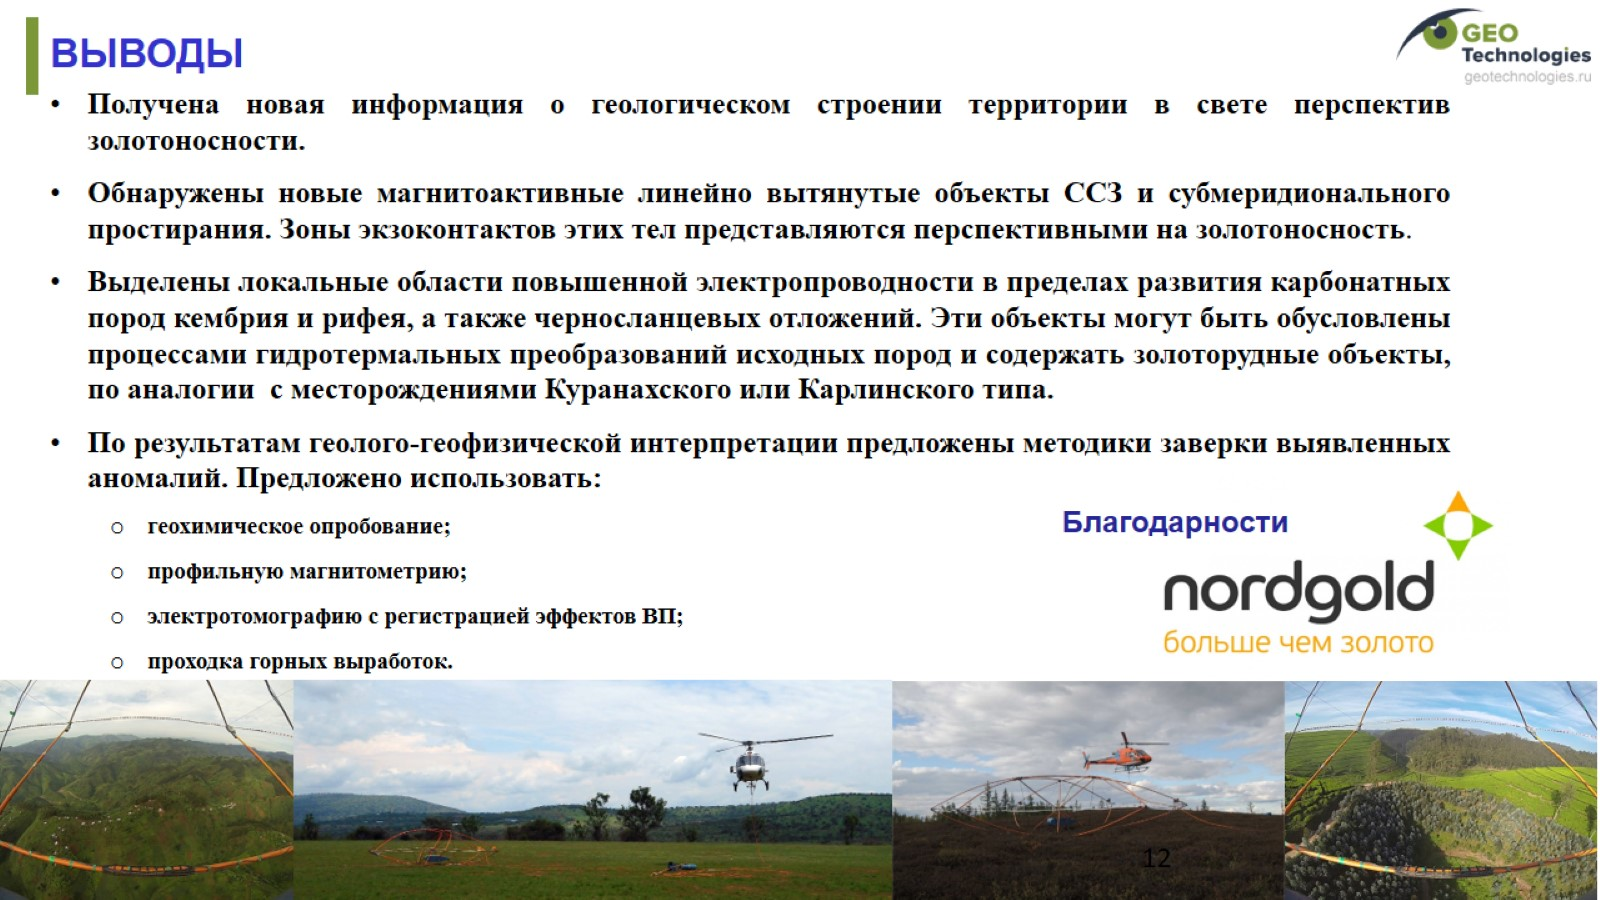 ВЫВОДЫ
GEO
Technologies
geotechnologies.ru
• Получена новая информация о геологическом строении территории в свете перспектив
золотоносности.
• Обнаружены новые магнитоактивные линейно вытянутые объекты ССЗ и субмеридионального
простирания. Зоны экзоконтактов этих тел представляются перспективными на золотоносность.
• Выделены локальные области повышенной электропроводности в пределах развития карбонатных
пород кембрия и рифея, а также черносланцевых отложений. Эти объекты могут быть обусловлены
процессами гидротермальных преобразований исходных пород и содержать золоторудные объекты,
по аналогии с месторождениями Куранахского или Карлинского типа.
• По результатам геолого-геофизической интерпретации предложены методики заверки выявленных
аномалий. Предложено использовать:
o геохимическое опробование;
o профильную магнитометрию;
o электротомографию с регистрацией эффектов ВП;
o проходка горных выработок.
Благодарности
nordgold
больше чем золото
12